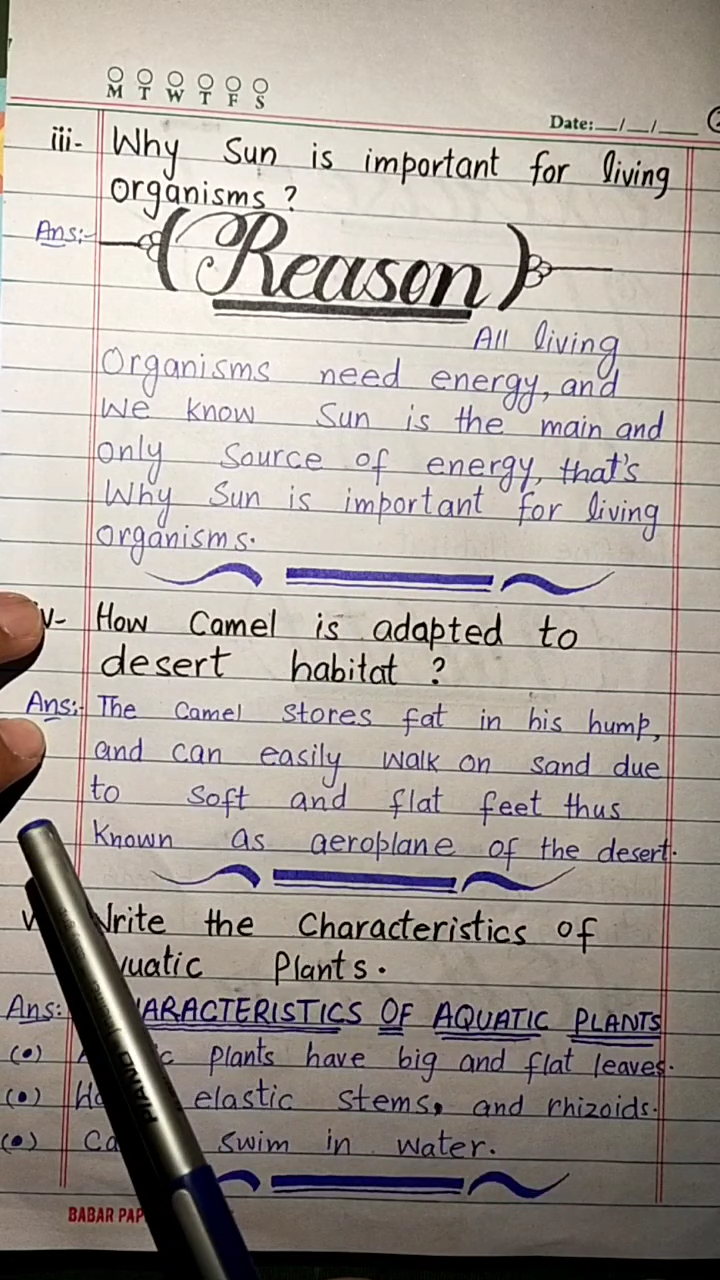 M T W T F S
Date:__/__/____
iii- Why Sun is important for living
organisms ?
Ans:- (Reason)
All living
Organisms need energy, and
We know Sun is the main and
only Source of energy, that's
Why Sun is important for living
organisms.
v- How Camel is adapted to
desert habitat ?
Ans:- The Camel stores fat in his hump,
and can easily walk on sand due
to soft and flat feet thus
Known as aeroplane of the desert.
Write the Characteristics of
uatic Plants.
Ans: ARACTERISTICS OF AQUATIC PLANTS
(•) plants have big and flat leaves.
(•) elastic stems, and rhizoids.
(•) swim in water.
PIANO
BABAR PAP